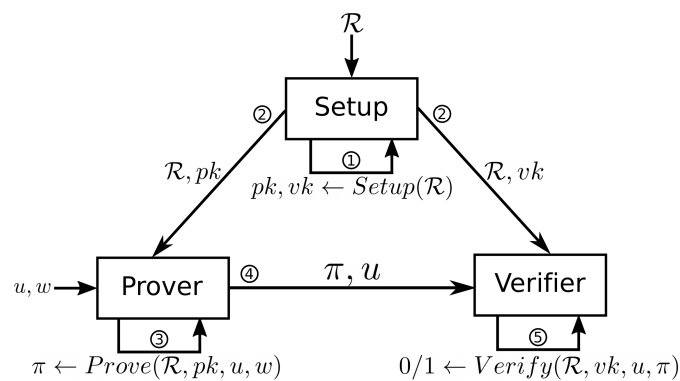 ℛ
Setup
② ②
①
ℛ, pk ℛ, vk
pk, vk ← Setup(ℛ)
④ π, u
u, w Prover Verifier
③ ⑤
π ← Prove(ℛ, pk, u, w) 0/1 ← Verify(ℛ, vk, u, π)